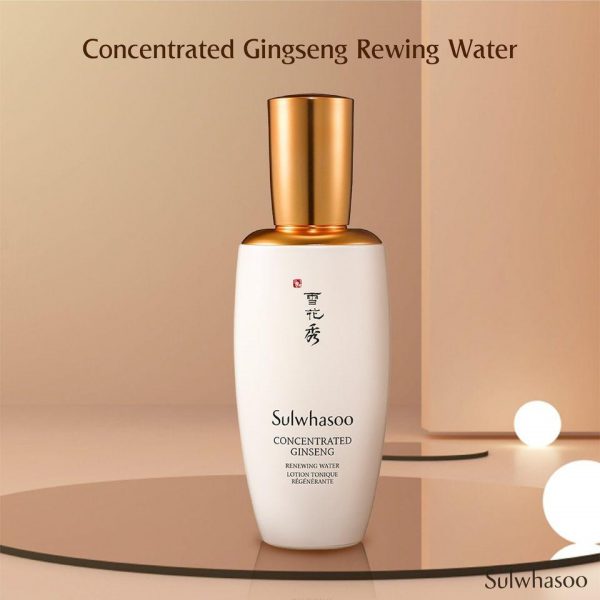 Concentrated Gingseng Rewing Water
雪
花
秀
Sulwhasoo
CONCENTRATED
GINSENG
RENEWING WATER
LOTION TONIQUE
RÉGÉNÉRANTE
Sulwhasoo